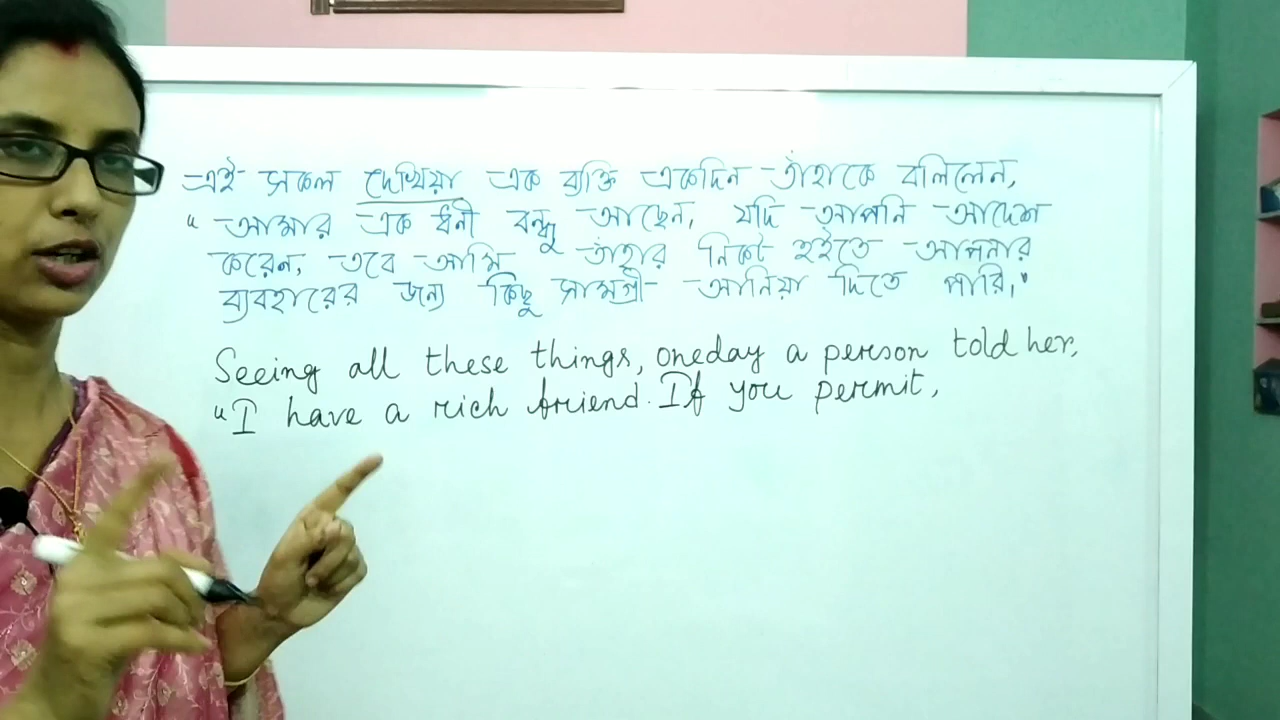 এই সকল দেখিয়া এক ব্যক্তি একদিন তাঁহাকে বলিলেন,
“আমার এক ধনী বন্ধু আছেন, যদি আপনি আদেশ
করেন, তবে আমি তাঁহার নিকট হইতে আপনার
ব্যবহারের জন্য কিছু সামগ্রী আনিয়া দিতে পারি।”
Seeing all these things, oneday a person told her,
“I have a rich friend. If you permit,